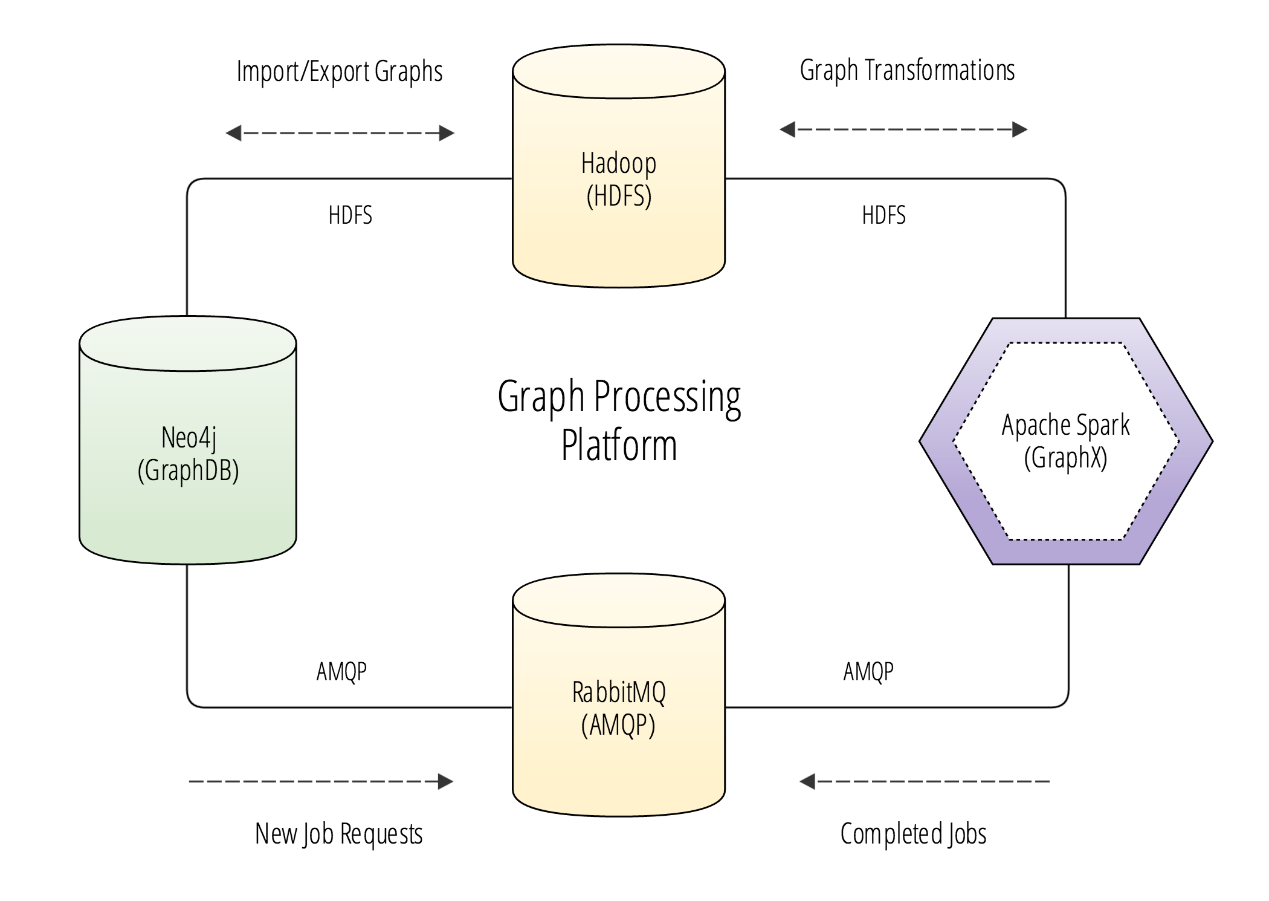 Import/Export Graphs
Graph Transformations
Hadoop
(HDFS)
HDFS
HDFS
Neo4j
(GraphDB)
Graph Processing
Platform
Apache Spark
(GraphX)
AMQP
AMQP
RabbitMQ
(AMQP)
New Job Requests
Completed Jobs